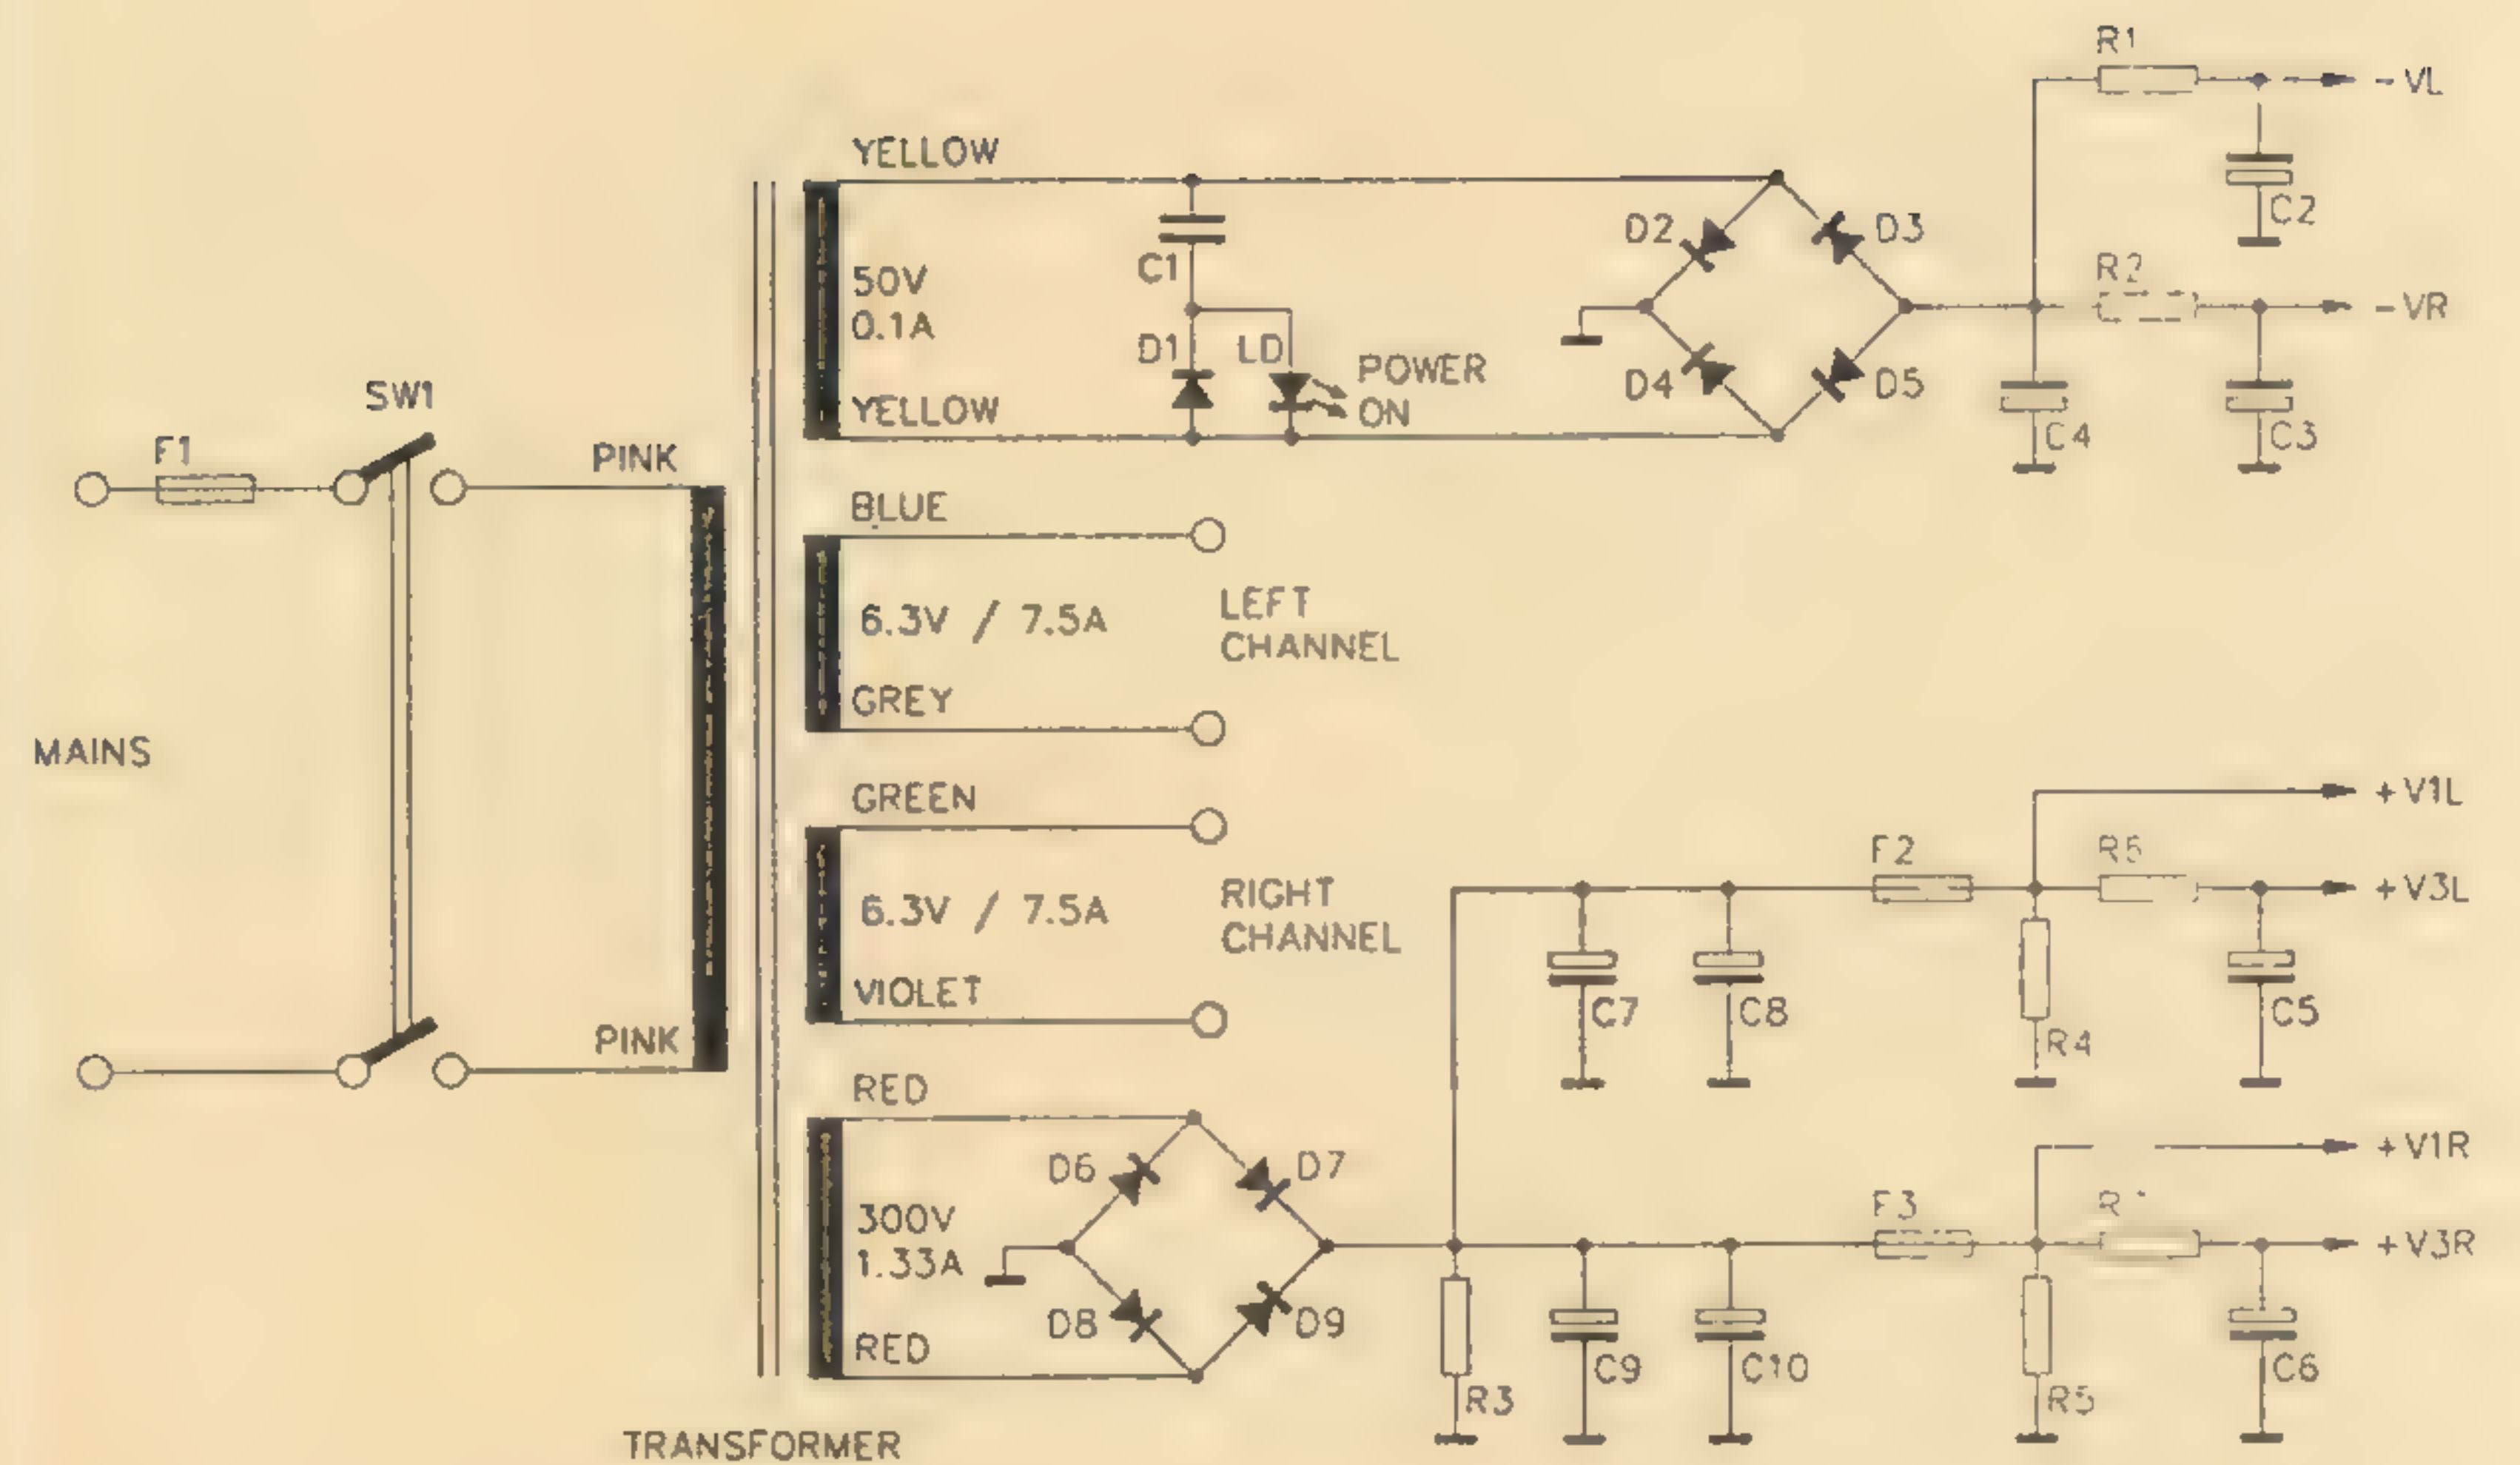 R1
-VL
YELLOW
C2
D2
D3
C1
50V
0.1A
R2
-VR
D1
LD
POWER
ON
D4
D5
YELLOW
C4
C3
SW1
F1
PINK
BLUE
6.3V / 7.5A
LEFT
CHANNEL
GREY
MAINS
GREEN
+V1L
F2
+V3L
6.3V / 7.5A
RIGHT
CHANNEL
VIOLET
C7
C8
C5
R4
PINK
RED
D6
D7
+V1R
F3
300V
1.33A
+V3R
D8
D9
RED
C9
C10
C6
R3
R5
TRANSFORMER